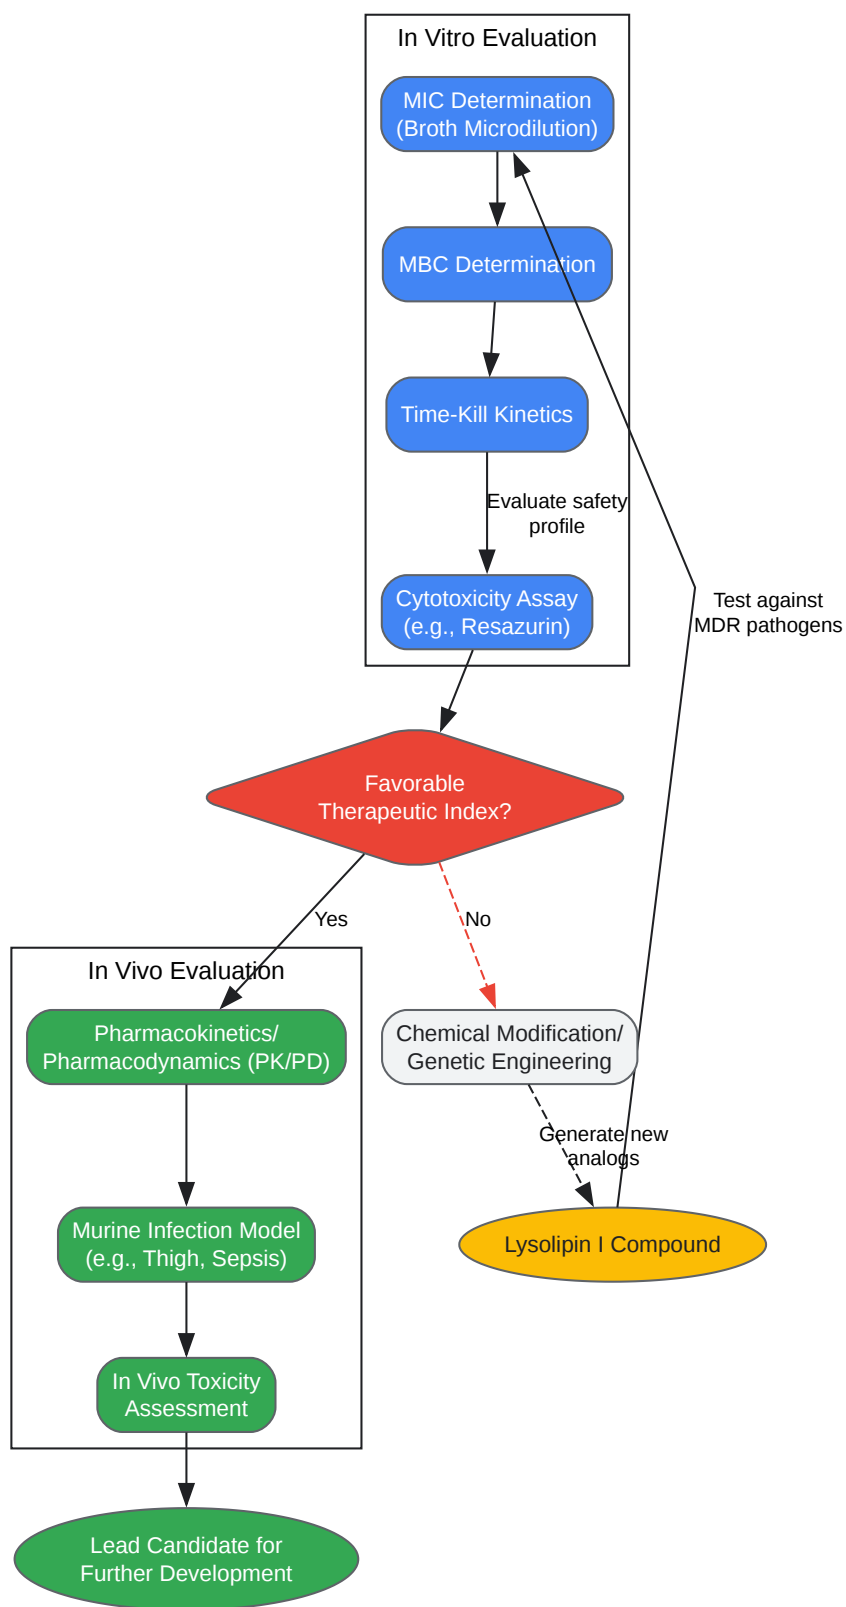 In Vitro Evaluation
MIC Determination
(Broth Microdilution)
MBC Determination
Time-Kill Kinetics
Evaluate safety
profile
Cytotoxicity Assay
(e.g., Resazurin)
Test against
MDR pathogens
Favorable
Therapeutic Index?
Yes
No
In Vivo Evaluation
Pharmacokinetics/
Pharmacodynamics (PK/PD)
Chemical Modification/
Genetic Engineering
Generate new
analogs
Murine Infection Model
(e.g., Thigh, Sepsis)
Lysolipin I Compound
In Vivo Toxicity
Assessment
Lead Candidate for
Further Development